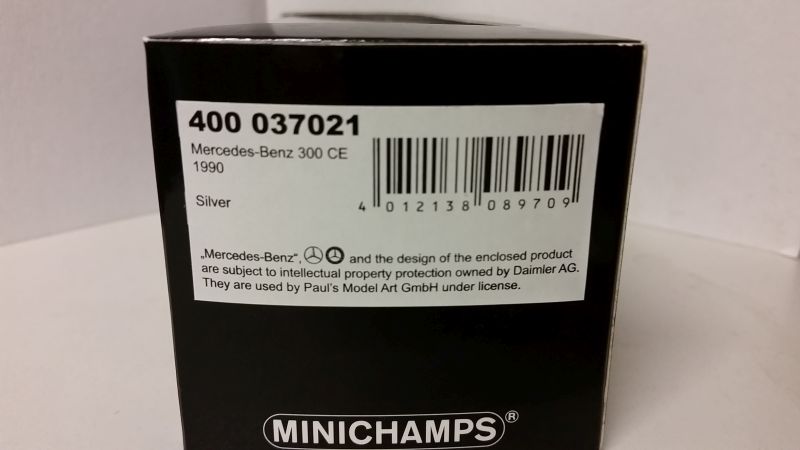 400 037021
Mercedes-Benz 300 CE
1990
Silver
4 012138 089709
„Mercedes-Benz“, and the design of the enclosed product
are subject to intellectual property protection owned by Daimler AG.
They are used by Paul's Model Art GmbH under license.
MINICHAMPS®